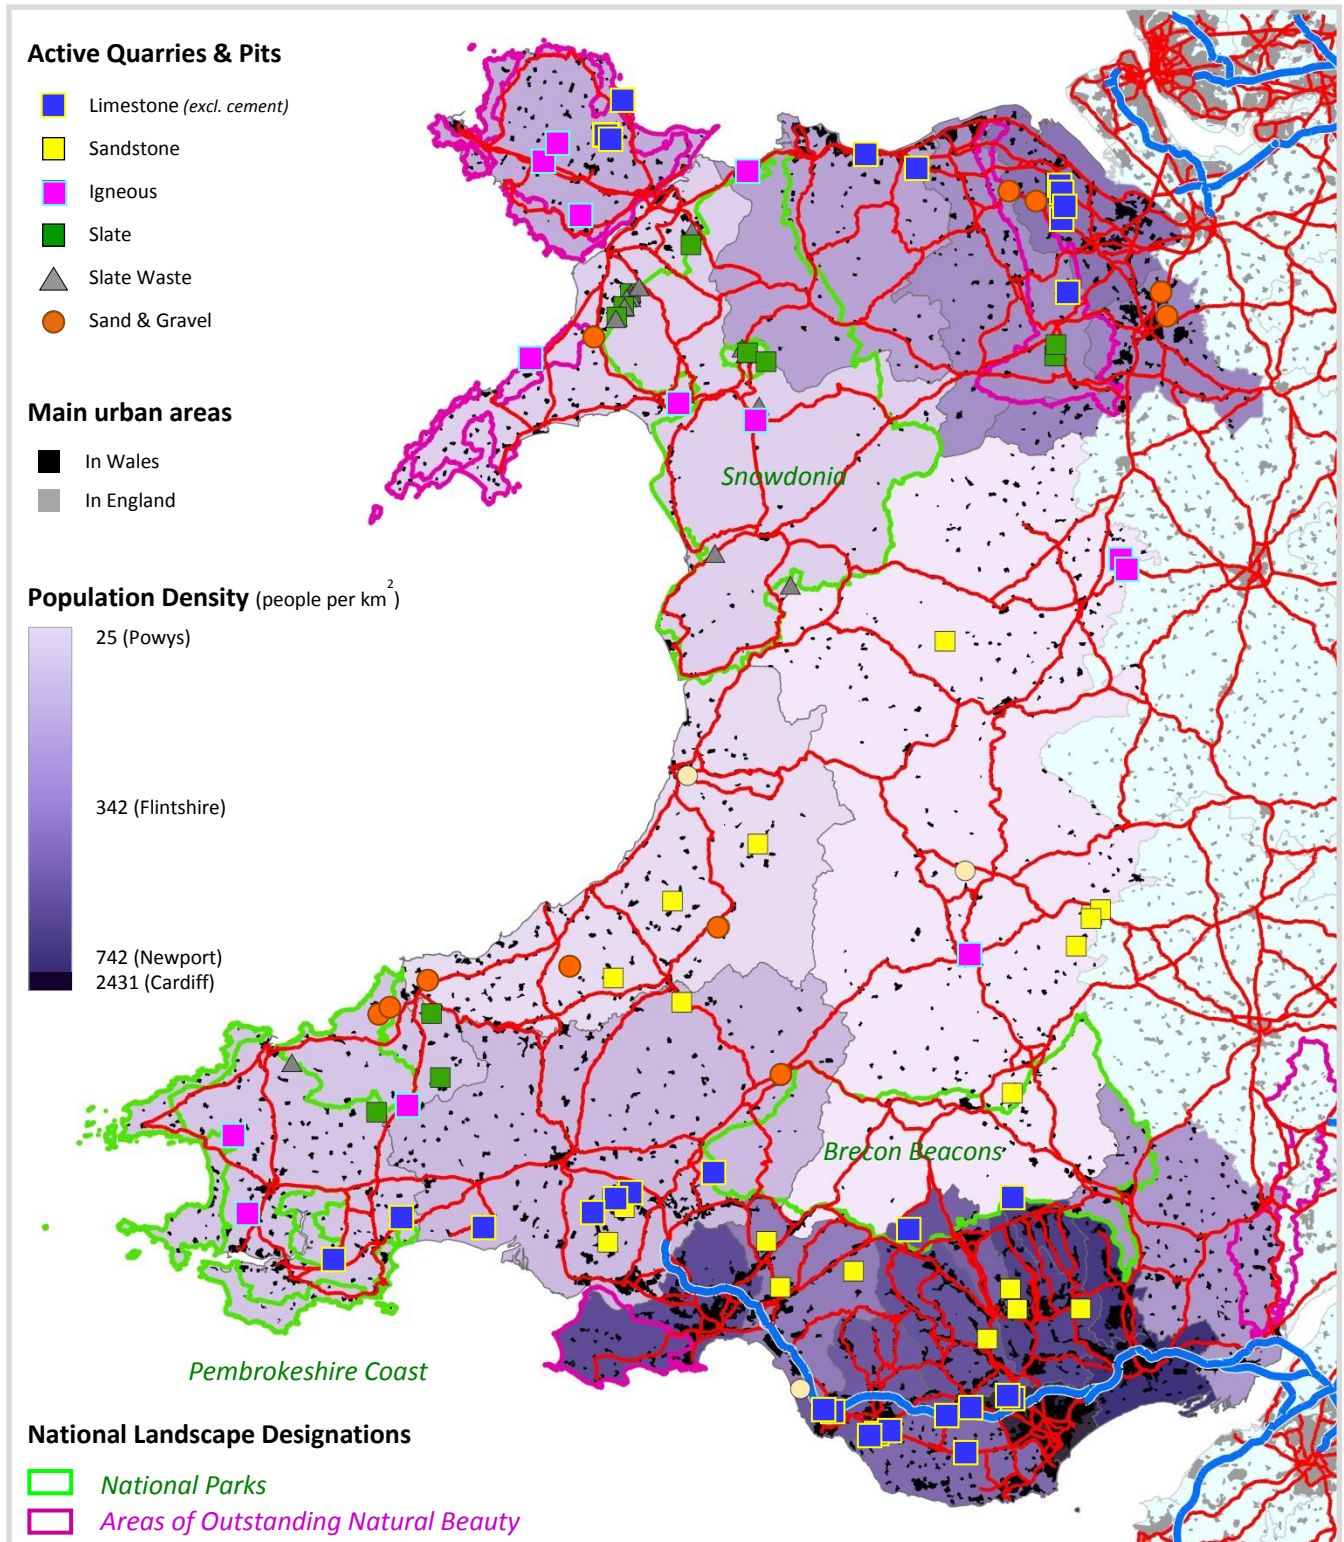 Active Quarries & Pits
Limestone (excl. cement)
Sandstone
Igneous
Slate
Slate Waste
Sand & Gravel
Main urban areas
In Wales
In England
Population Density (people per km2)
25 (Powys)
342 (Flintshire)
742 (Newport)
2431 (Cardiff)
Snowdonia
Brecon Beacons
Pembrokeshire Coast
National Landscape Designations
National Parks
Areas of Outstanding Natural Beauty